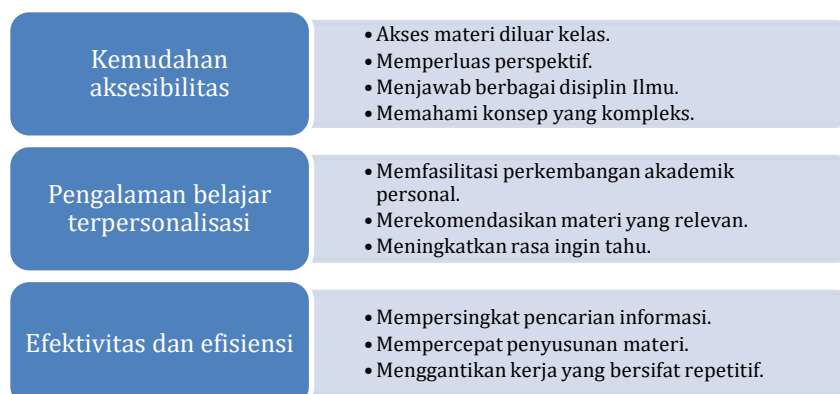 Kemudahan
aksesibilitas
• Akses materi diluar kelas.
• Memperluas perspektif.
• Menjawab berbagai disiplin Ilmu.
• Memahami konsep yang kompleks.
Pengalaman belajar
terpersonalisasi
• Memfasilitasi perkembangan akademik
personal.
• Merekomendasikan materi yang relevan.
• Meningkatkan rasa ingin tahu.
Efektivitas dan efisiensi
• Mempersingkat pencarian informasi.
• Mempercepat penyusunan materi.
• Menggantikan kerja yang bersifat repetitif.